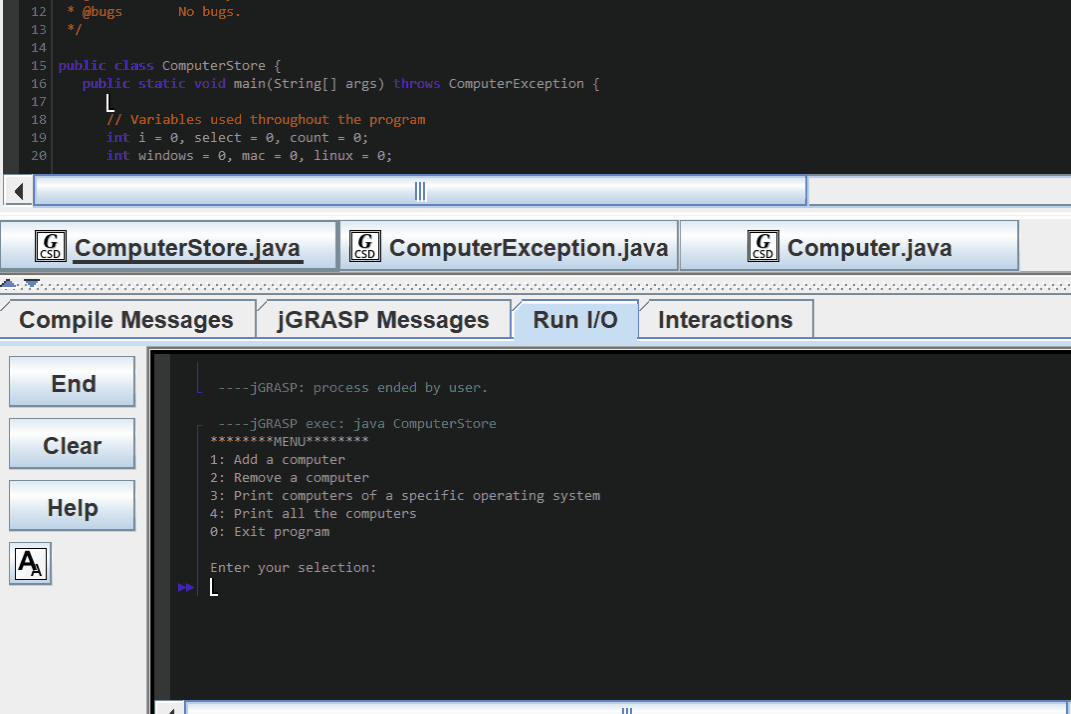 12 * @bugs No bugs.
13 */
14
15 public class ComputerStore {
16 public static void main(String[] args) throws ComputerException {
17
18 // Variables used throughout the program
19 int i = 0, select = 0, count = 0;
20 int windows = 0, mac = 0, linux = 0;
G CSD ComputerStore.java G CSD ComputerException.java G CSD Computer.java
Compile Messages jGRASP Messages Run I/O Interactions
End
Clear
Help
AA
----jGRASP: process ended by user.
----jGRASP exec: java ComputerStore
********MENU********
1: Add a computer
2: Remove a computer
3: Print computers of a specific operating system
4: Print all the computers
0: Exit program
Enter your selection: